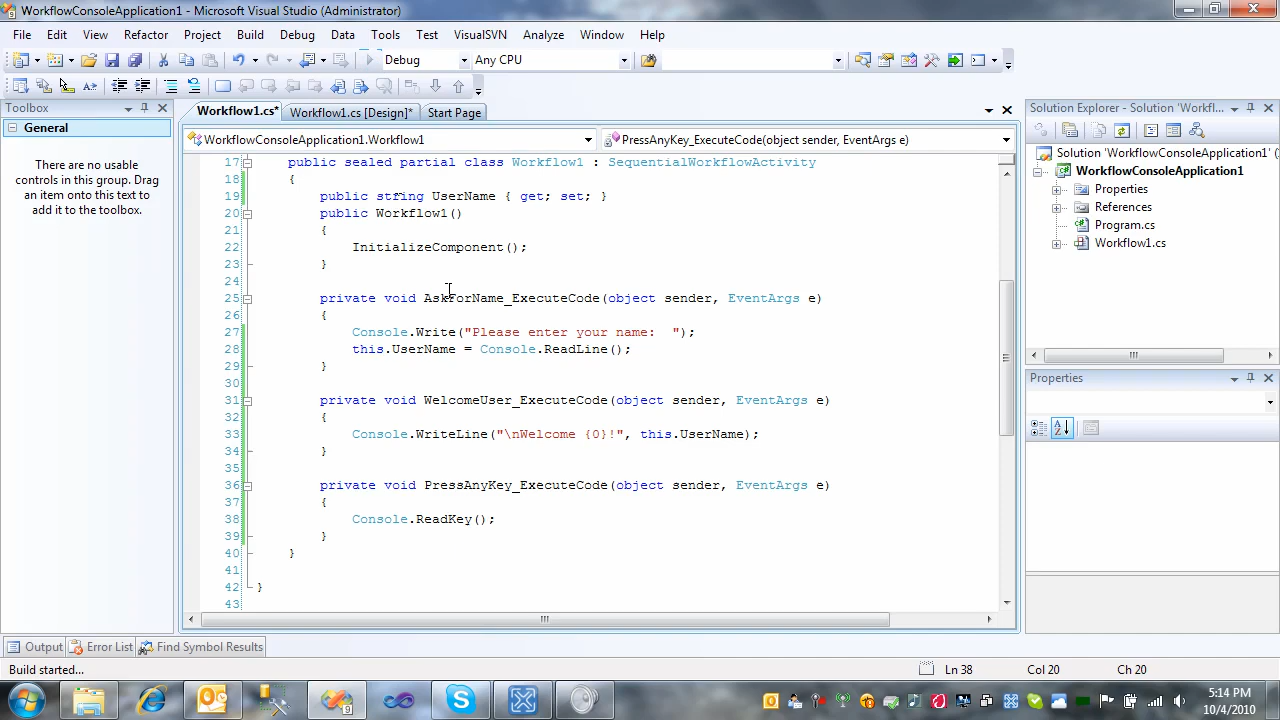 WorkflowConsoleApplication1 - Microsoft Visual Studio (Administrator)
File Edit View Refactor Project Build Debug Data Tools Test VisualSVN Analyze Window Help
Debug Any CPU
Toolbox
General
There are no usable
controls in this group. Drag
an item onto this text to
add it to the toolbox.
Workflow1.cs* Workflow1.cs [Design]* Start Page
WorkflowConsoleApplication1.Workflow1 PressAnyKey_ExecuteCode(object sender, EventArgs e)
17 public sealed partial class Workflow1 : SequentialWorkflowActivity
18 {
19 public string UserName { get; set; }
20 public Workflow1()
21 {
22 InitializeComponent();
23 }
24
25 private void AskForName_ExecuteCode(object sender, EventArgs e)
26 {
27 Console.Write("Please enter your name:  ");
28 this.UserName = Console.ReadLine();
29 }
30
31 private void WelcomeUser_ExecuteCode(object sender, EventArgs e)
32 {
33 Console.WriteLine("\nWelcome {0}!", this.UserName);
34 }
35
36 private void PressAnyKey_ExecuteCode(object sender, EventArgs e)
37 {
38 Console.ReadKey();
39 }
40 }
41
42 }
43
Solution Explorer - Solution 'Workfl...
Solution 'WorkflowConsoleApplication1' (
WorkflowConsoleApplication1
Properties
References
Program.cs
Workflow1.cs
Properties
Output Error List Find Symbol Results
Build started... Ln 38 Col 20 Ch 20
5:14 PM
10/4/2010